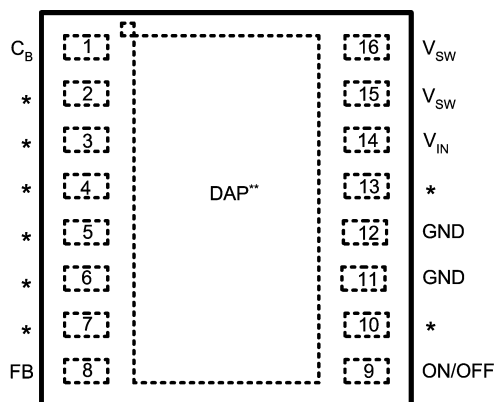 C_B 1 16 V_SW
* 2 15 V_SW
* 3 14 V_IN
* 4 DAP** 13 *
* 5 12 GND
* 6 11 GND
* 7 10 *
FB 8 9 ON/OFF